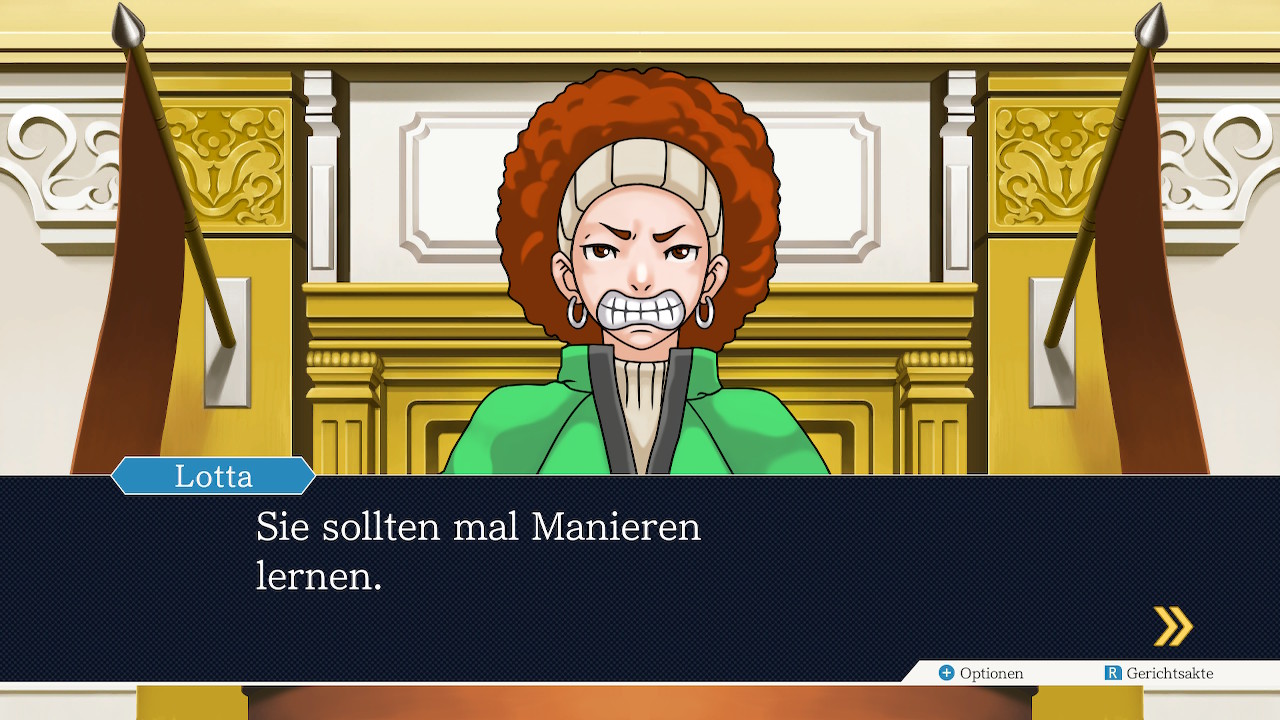 Lotta
Sie sollten mal Manieren
lernen.
+ Optionen
R Gerichtsakte